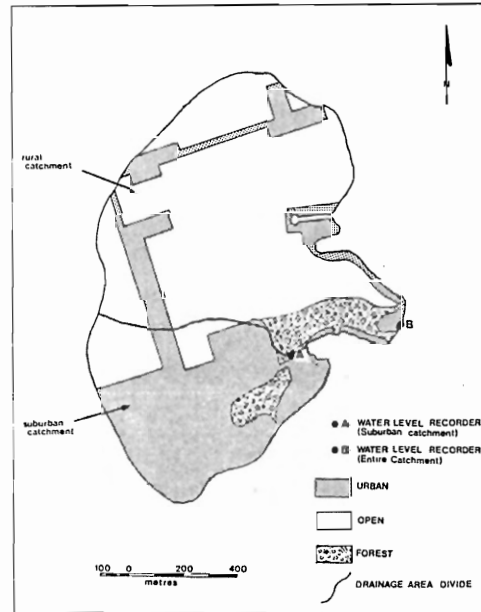 N
rural
catchment
B
A
suburban
catchment
A WATER LEVEL RECORDER
(Suburban catchment)
B WATER LEVEL RECORDER
(Entire Catchment)
URBAN
OPEN
FOREST
DRAINAGE AREA DIVIDE
100 0 200 400
metres